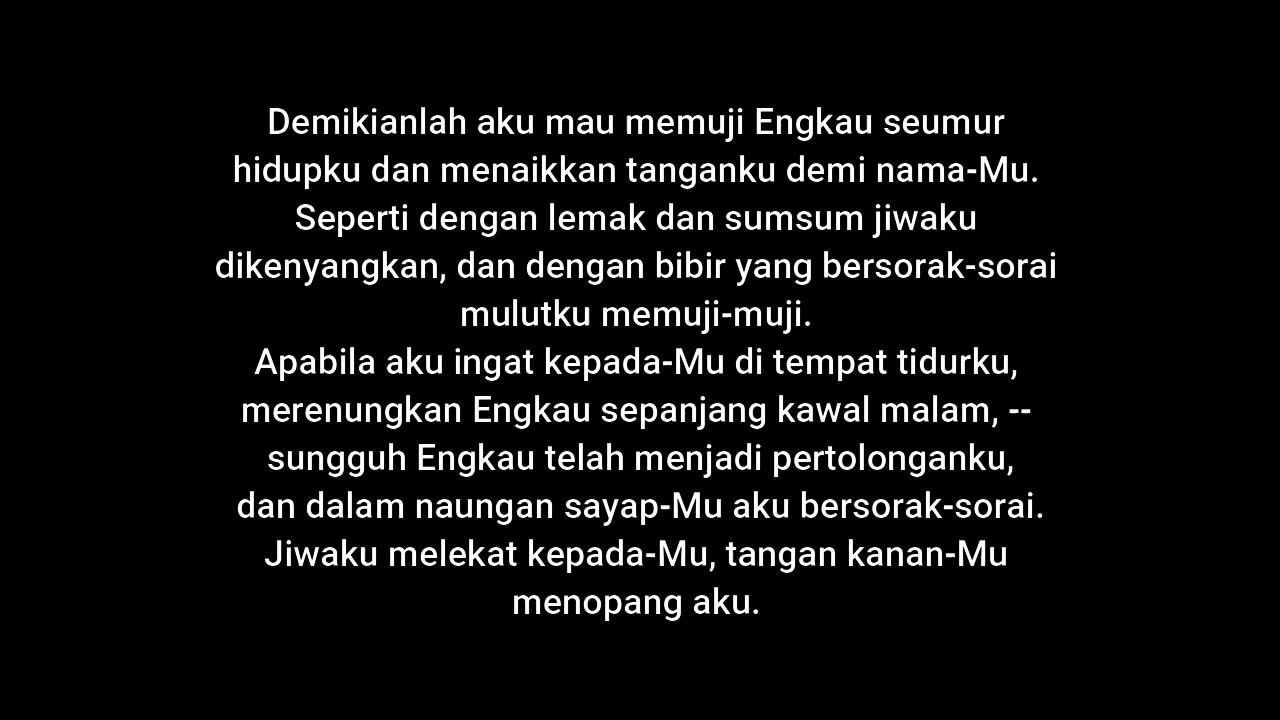 Demikianlah aku mau memuji Engkau seumur
hidupku dan menaikkan tanganku demi nama-Mu.
Seperti dengan lemak dan sumsum jiwaku
dikenyangkan, dan dengan bibir yang bersorak-sorai
mulutku memuji-muji.
Apabila aku ingat kepada-Mu di tempat tidurku,
merenungkan Engkau sepanjang kawal malam, --
sungguh Engkau telah menjadi pertolonganku,
dan dalam naungan sayap-Mu aku bersorak-sorai.
Jiwaku melekat kepada-Mu, tangan kanan-Mu
menopang aku.